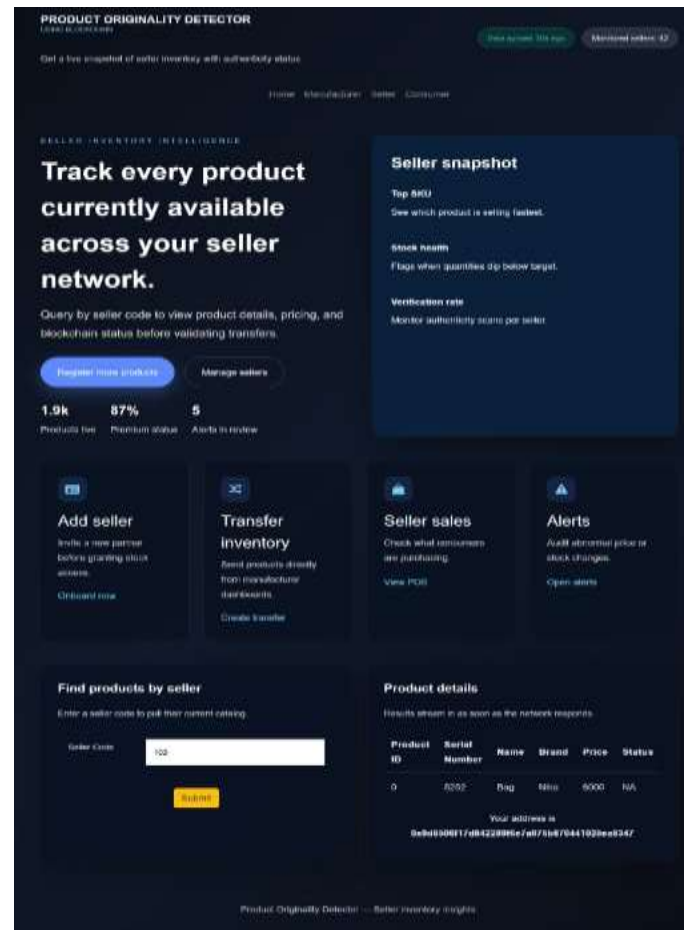 PRODUCT ORIGINALITY DETECTOR
USING BLOCKCHAIN
Get a live snapshot of seller inventory with authenticity status
Monitored sellers: 42
Home Manufacturer Seller Consumer
SELLER INVENTORY INTELLIGENCE
Track every product
currently available
across your seller
network.
Query by seller code to view product details, pricing, and
blockchain status before validating transfers.
Register more products
Manage sellers
1.9k 87% 5
Products live Premium status Alerts in review
Seller snapshot
Top SKU
See which product is selling fastest.
Stock health
Flags when quantities dip below target.
Verification rate
Monitor authenticity scans per seller
Add seller
Invite a new partner
before granting stock
access.
Onboard now
Transfer
inventory
Send products directly
from manufacturer
dashboards.
Create transfer
Seller sales
Check what consumers
are purchasing.
View POS
Alerts
Audit abnormal price or
stock changes.
Open alerts
Find products by seller
Enter a seller code to pull their current catalog.
Seller Code
Submit
Product details
Results stream in as soon as the network responds.
Product ID Serial Number Name Brand Price Status
0 Bag 6000 NA
Your address is
Product Originality Detector — Seller inventory insights